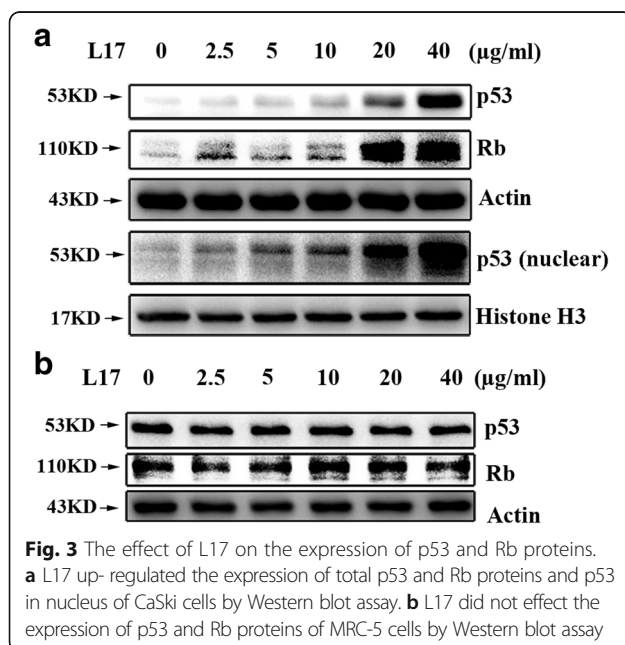 a
L17 0 2.5 5 10 20 40 (µg/ml)
53KD → p53
110KD → Rb
43KD → Actin
53KD → p53 (nuclear)
17KD → Histone H3
b
L17 0 2.5 5 10 20 40 (µg/ml)
53KD → p53
110KD → Rb
43KD → Actin
Fig. 3 The effect of L17 on the expression of p53 and Rb proteins.
a L17 up- regulated the expression of total p53 and Rb proteins and p53
in nucleus of CaSki cells by Western blot assay. b L17 did not effect the
expression of p53 and Rb proteins of MRC-5 cells by Western blot assay